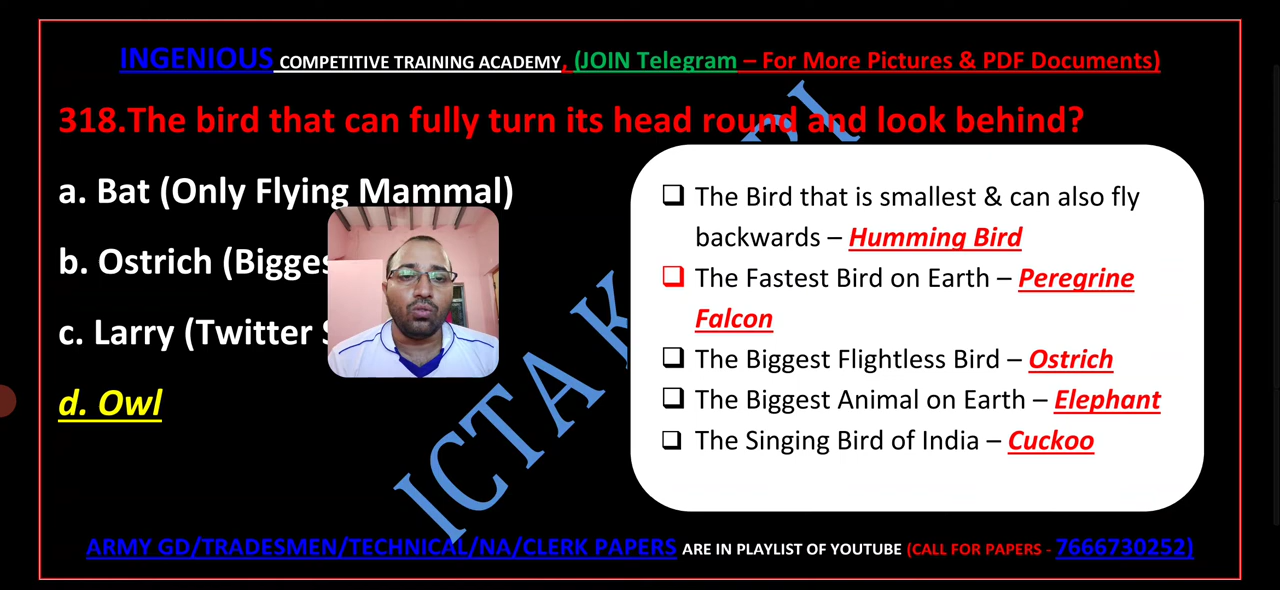 INGENIOUS COMPETITIVE TRAINING ACADEMY, (JOIN Telegram – For More Pictures & PDF Documents)
318.The bird that can fully turn its head round and look behind?
a. Bat (Only Flying Mammal)
b. Ostrich
c. Larry (Twitter
d. Owl
The Bird that is smallest & can also fly
backwards – Humming Bird
The Fastest Bird on Earth – Peregrine
Falcon
The Biggest Flightless Bird – Ostrich
The Biggest Animal on Earth – Elephant
The Singing Bird of India – Cuckoo
ICTA
ARMY GD/TRADESMEN/TECHNICAL/NA/CLERK PAPERS ARE IN PLAYLIST OF YOUTUBE (CALL FOR PAPERS - 7666730252)